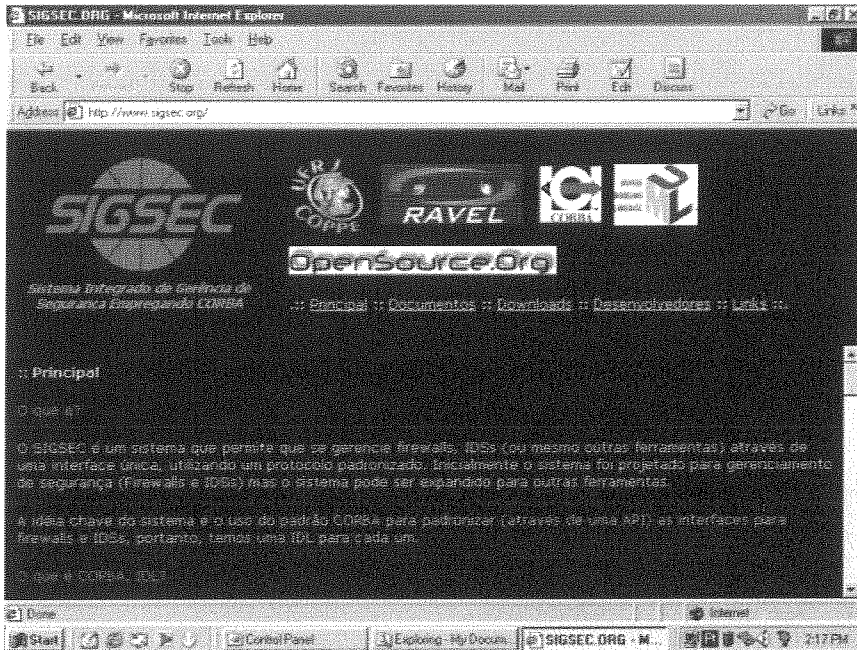 SIGSEC.ORG - Microsoft Internet Explorer
File Edit View Favorites Tools Help
Back Stop Refresh Home Search Favorites History Mail Print Edit Discuss
Address http://www.sigsec.org/ Go Links
SIGSEC
Sistema Integrado de Gerência de
Segurança Empregando CORBA
UFRJ
COPPE
RAVEL
CORBA
OpenSource.Org
.:: Principal :: Documentos :: Downloads :: Desenvolvedores :: Links ::.
:: Principal
O que é?
O SIGSEC é um sistema que permite que se gerencie firewalls, IDSs (ou mesmo outras ferramentas) através de
uma interface única, utilizando um protocolo padronizado. Inicialmente o sistema foi projetado para gerenciamento
de segurança (Firewalls e IDSs) mas o sistema pode ser expandido para outras ferramentas.
A idéia chave do sistema é o uso do padrão CORBA para padronizar (através de uma API) as interfaces para
firewalls e IDSs, portanto, temos uma IDL para cada um.
O que é CORBA, IDL?
Done Internet
Start Control Panel Exploring - My Docum... SIGSEC.ORG - M... 2:17 PM